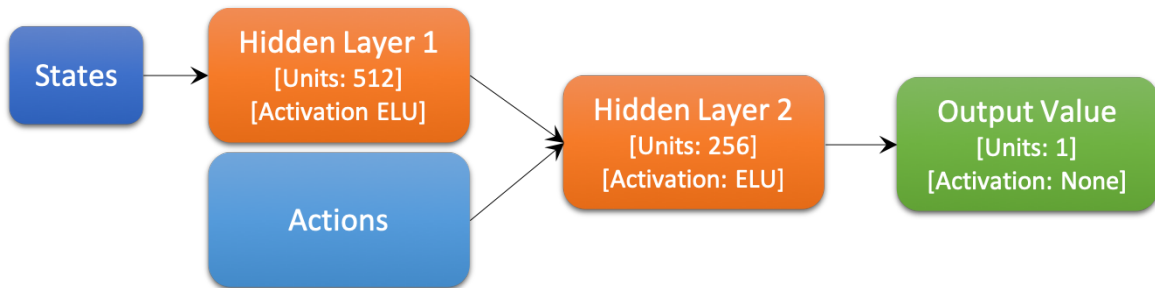 States
Hidden Layer 1
[Units: 512]
[Activation ELU]
Actions
Hidden Layer 2
[Units: 256]
[Activation: ELU]
Output Value
[Units: 1]
[Activation: None]